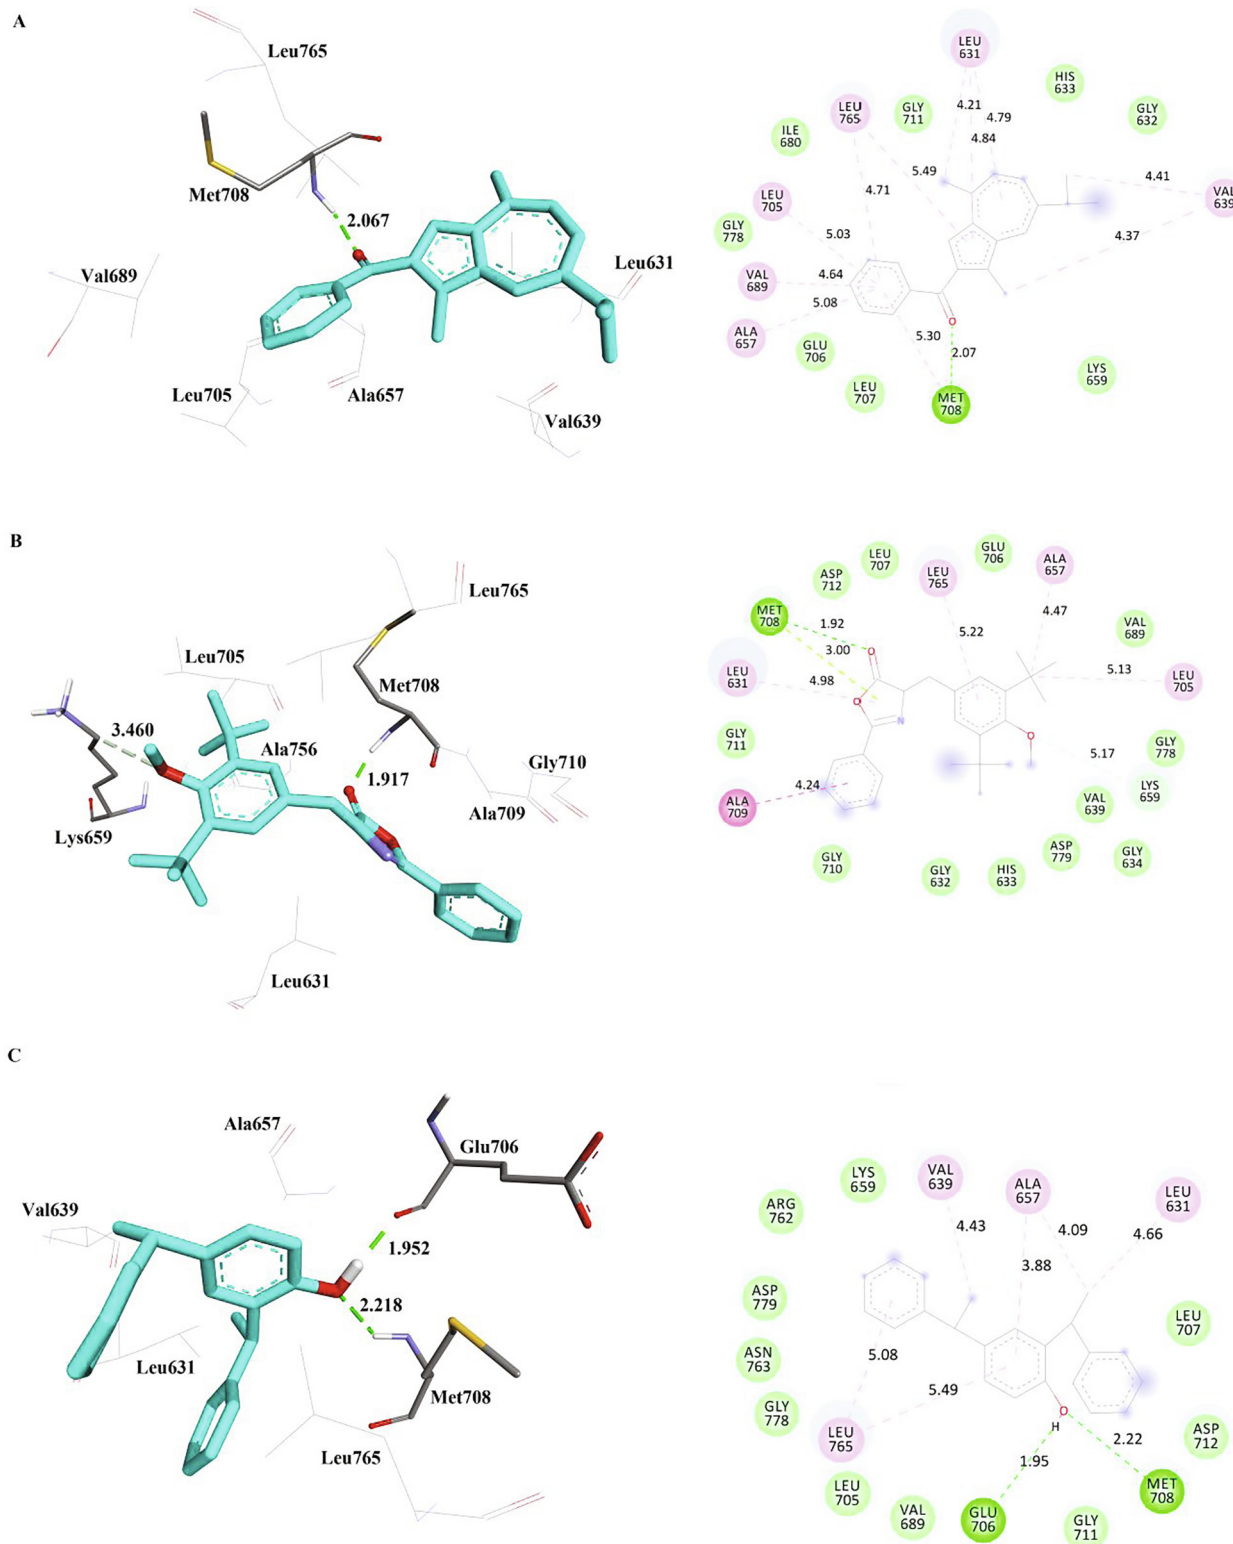 A
Leu765
Met708
2.067
Val689
Leu631
Leu705
Ala657
Val639
LEU
631
HIS
633
GLY
632
GLY
711
LEU
765
ILE
680
4.21
4.79
4.84
5.49
4.71
4.41
VAL
639
LEU
705
GLY
778
5.03
4.37
VAL
689
4.64
5.08
ALA
657
5.30
GLU
706
2.07
LYS
659
LEU
707
MET
708
B
Leu765
Leu705
Met708
3.460
Ala756
1.917
Gly710
Ala709
Lys659
Leu631
GLU
706
LEU
707
ALA
657
LEU
765
ASP
712
MET
708
1.92
4.47
VAL
689
5.22
3.00
5.13
LEU
631
4.98
LEU
705
GLY
711
5.17
GLY
778
LYS
659
4.24
ALA
709
VAL
639
ASP
779
GLY
634
GLY
710
GLY
632
HIS
633
C
Ala657
Glu706
Val639
1.952
2.218
Leu631
Met708
Leu765
LYS
659
VAL
639
ALA
657
LEU
631
ARG
762
4.43
4.09
4.66
3.88
ASP
779
LEU
707
ASN
763
5.08
5.49
GLY
778
LEU
765
H
O
2.22
ASP
712
1.95
LEU
705
MET
708
VAL
689
GLU
706
GLY
711